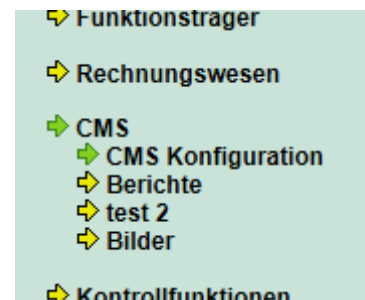 Funktionsträger
Rechnungswesen
CMS
CMS Konfiguration
Berichte
test 2
Bilder
Kontrollfunktionen